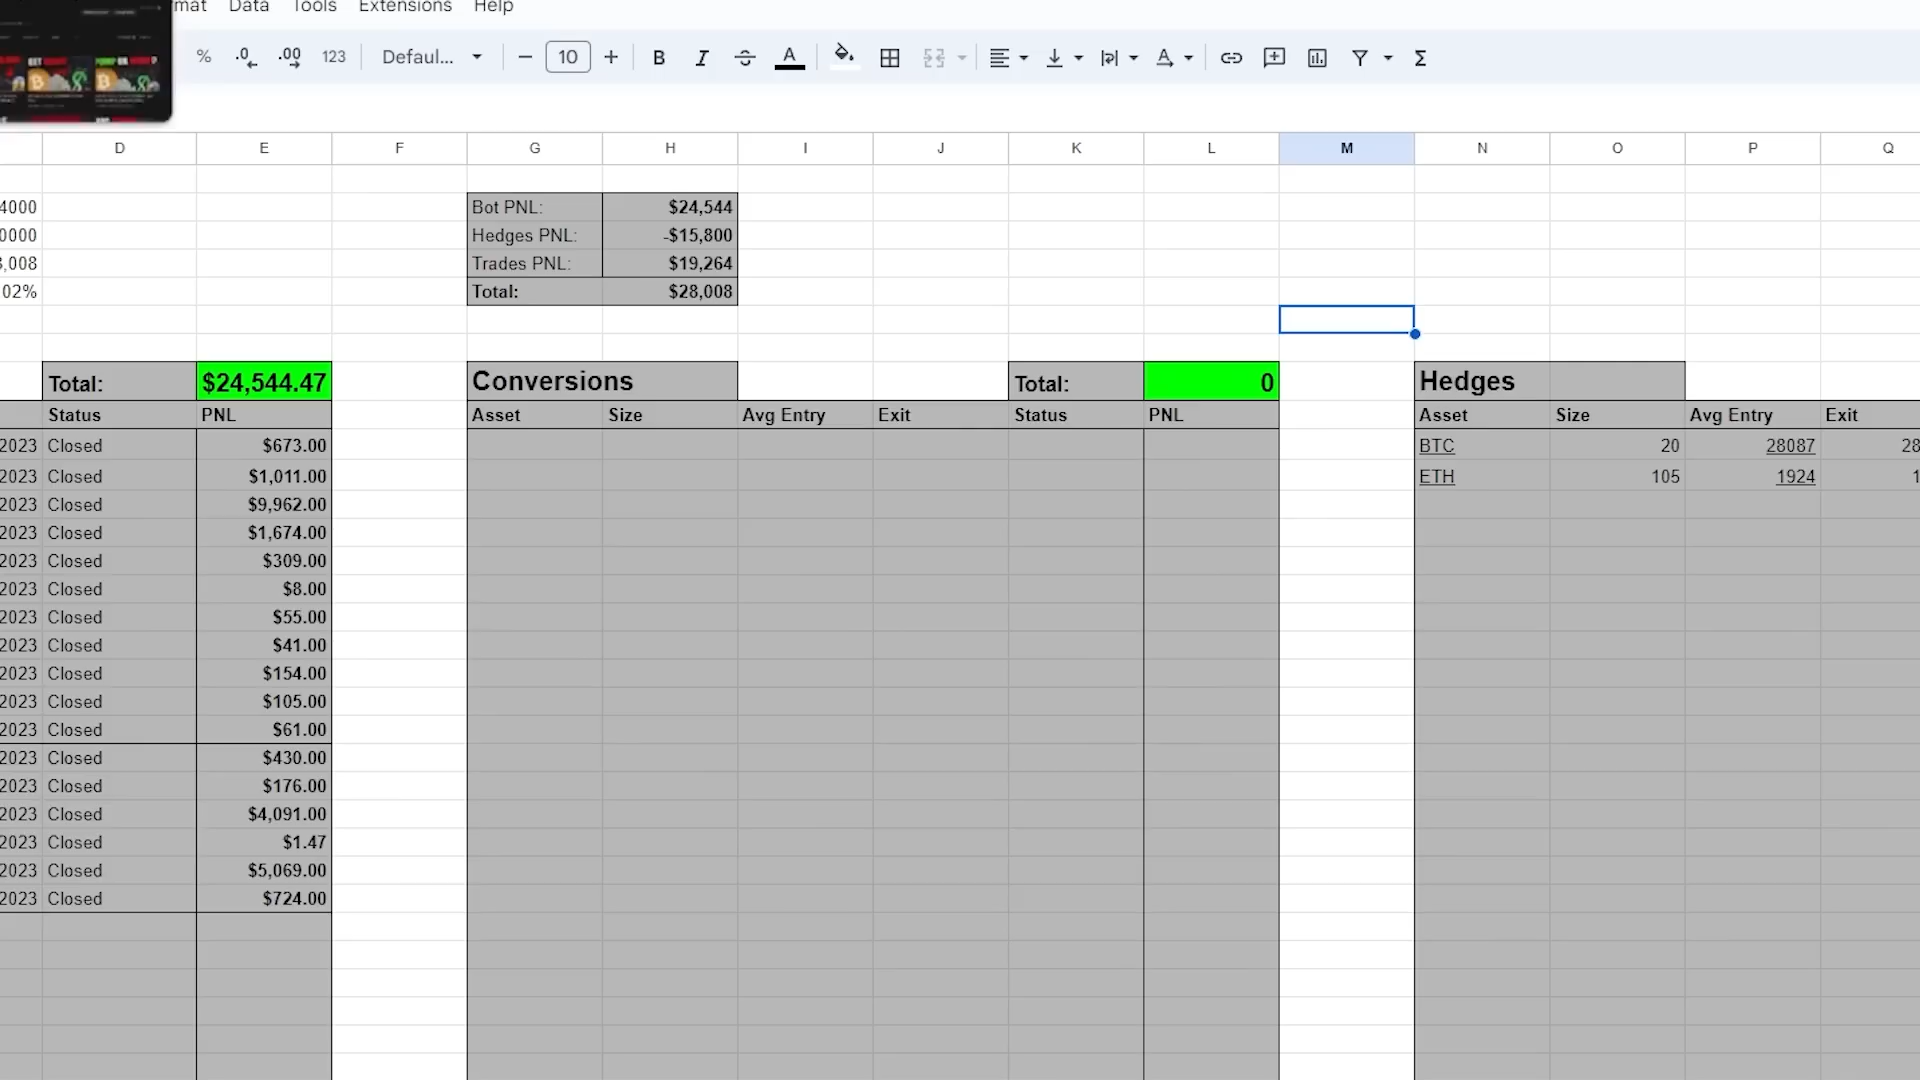 Data Tools Extensions Help
% .0 .00 123 Defaul... 10 B I A
D E F G H I J K L M N O P Q
4000 Bot PNL: $24,544
0000 Hedges PNL: -$15,800
,008 Trades PNL: $19,264
02% Total: $28,008
Total: $24,544.47 Conversions Total: 0 Hedges
Status PNL Asset Size Avg Entry Exit Status PNL Asset Size Avg Entry Exit
2023 Closed $673.00 BTC 20 28087 28
2023 Closed $1,011.00 ETH 105 1924 1
2023 Closed $9,962.00
2023 Closed $1,674.00
2023 Closed $309.00
2023 Closed $8.00
2023 Closed $55.00
2023 Closed $41.00
2023 Closed $154.00
2023 Closed $105.00
2023 Closed $61.00
2023 Closed $430.00
2023 Closed $176.00
2023 Closed $4,091.00
2023 Closed $1.47
2023 Closed $5,069.00
2023 Closed $724.00